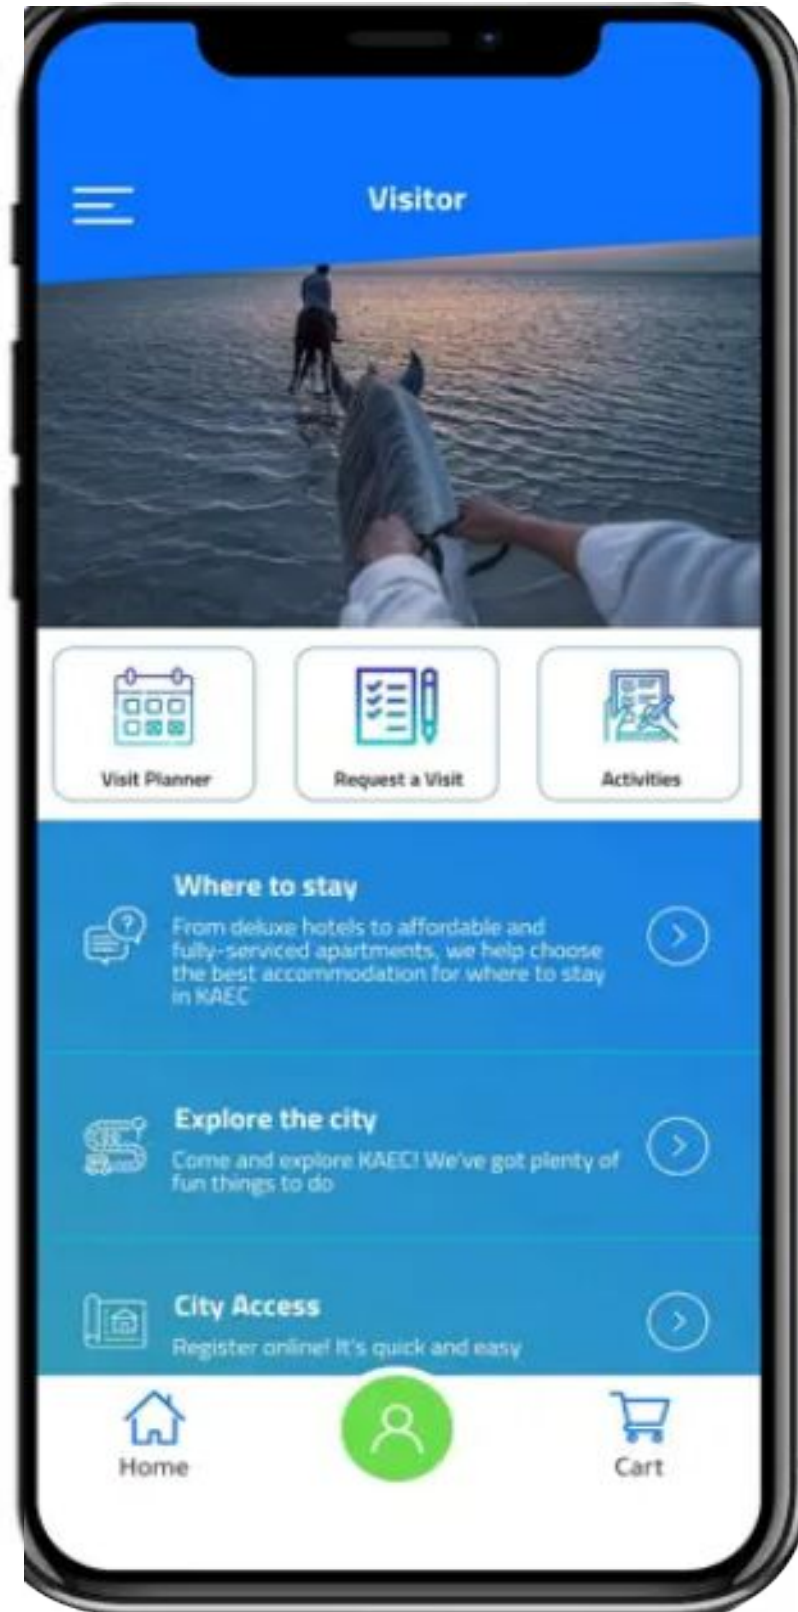 Visitor
Visit Planner
Request a Visit
Activities
Where to stay
From deluxe hotels to affordable and
fully-serviced apartments, we help choose
the best accommodation for where to stay
in KAEC
Explore the city
Come and explore KAEC! We've got plenty of
fun things to do
City Access
Register online! It's quick and easy
Home
Cart